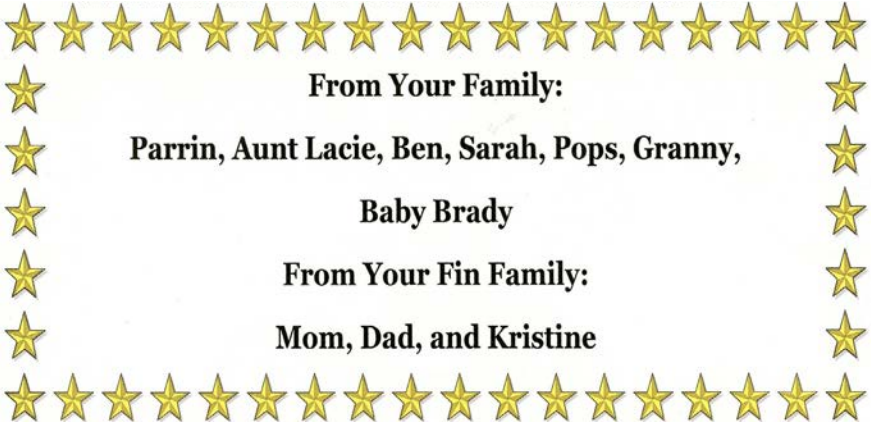 From Your Family:
Parrin, Aunt Lacie, Ben, Sarah, Pops, Granny,
Baby Brady
From Your Fin Family:
Mom, Dad, and Kristine